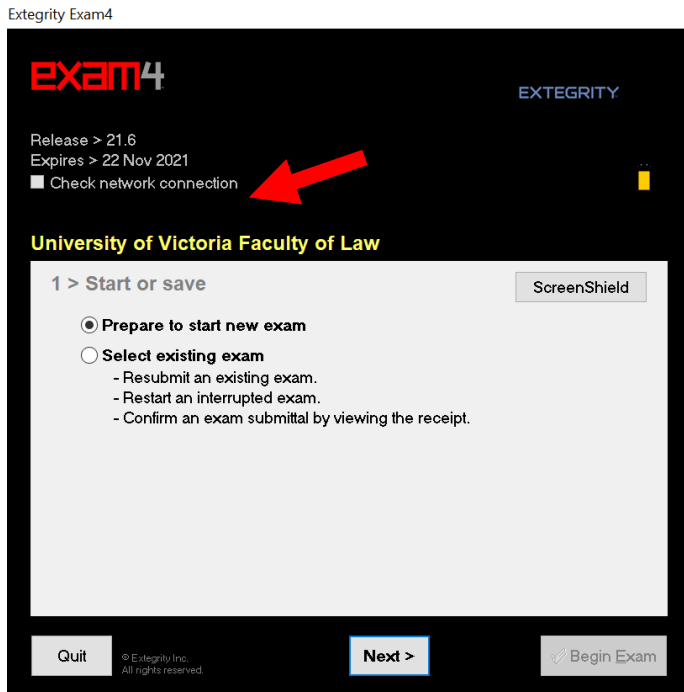 Extegrity Exam4
exam4
EXTEGRITY
Release > 21.6
Expires > 22 Nov 2021
Check network connection
University of Victoria Faculty of Law
1 > Start or save
ScreenShield
Prepare to start new exam
Select existing exam
- Resubmit an existing exam.
- Restart an interrupted exam.
- Confirm an exam submittal by viewing the receipt.
Quit
© Extegrity Inc.
All rights reserved.
Next >
Begin Exam